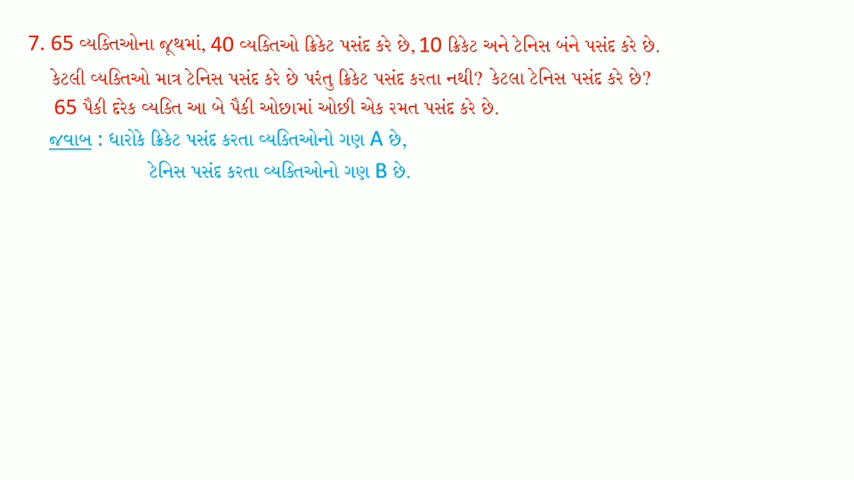 7. 65 વ્યક્તિઓના જૂથમાં, 40 વ્યક્તિઓ ક્રિકેટ પસંદ કરે છે, 10 ક્રિકેટ અને ટેનિસ બંને પસંદ કરે છે.
કેટલી વ્યક્તિઓ માત્ર ટેનિસ પસંદ કરે છે પરંતુ ક્રિકેટ પસંદ કરતા નથી? કેટલા ટેનિસ પસંદ કરે છે?
65 પૈકી દરેક વ્યક્તિ આ બે પૈકી ઓછામાં ઓછી એક રમત પસંદ કરે છે.
જવાબ : ધારોકે ક્રિકેટ પસંદ કરતા વ્યક્તિઓનો ગણ A છે,
ટેનિસ પસંદ કરતા વ્યક્તિઓનો ગણ B છે.